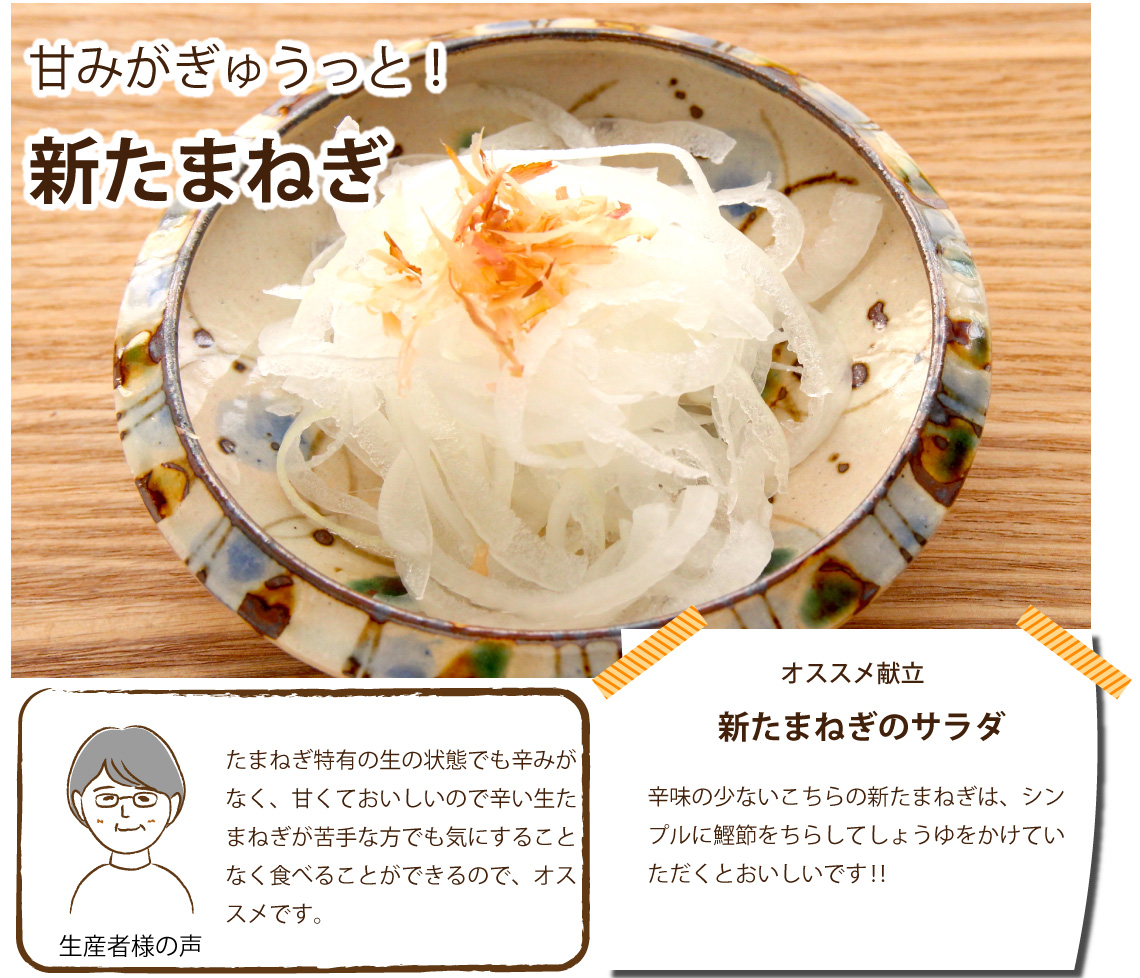 甘みがぎゅうっと！
新たまねぎ
たまねぎ特有の生の状態でも辛みが
なく、甘くておいしいので辛い生た
まねぎが苦手な方でも気にすること
なく食べることができるので、オス
スメです。
生産者様の声
オススメ献立
新たまねぎのサラダ
辛味の少ないこちらの新たまねぎは、シン
プルに鰹節をちらしてしょうゆをかけてい
ただくとおいしいです!!